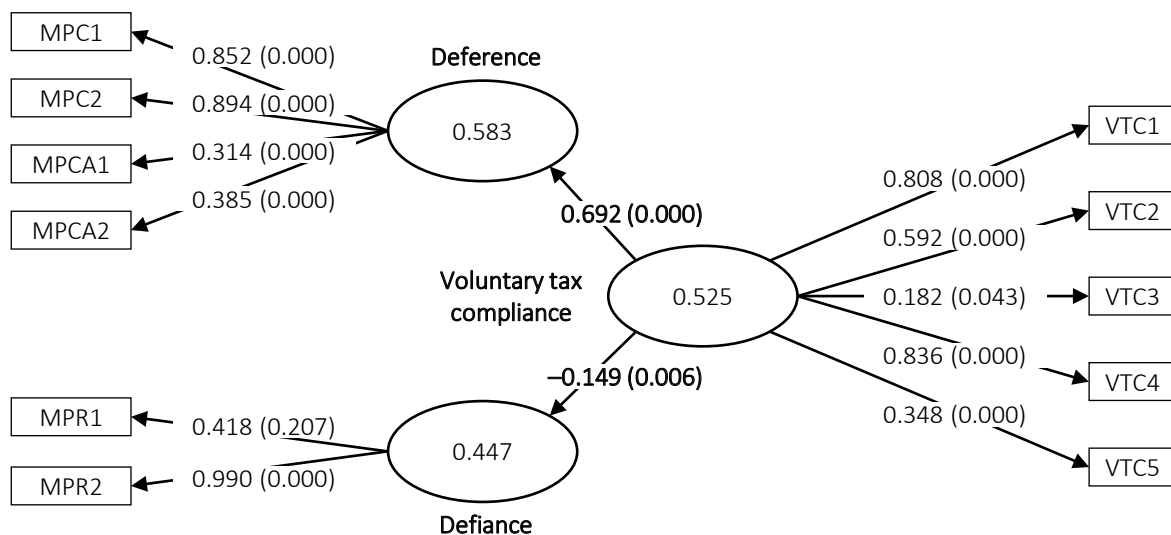 MPC1
MPC2
MPCA1
MPCA2
0.852 (0.000)
0.894 (0.000)
0.314 (0.000)
0.385 (0.000)
Deference
0.583
0.692 (0.000)
Voluntary tax
compliance
0.525
–0.149 (0.006)
MPR1
MPR2
0.418 (0.207)
0.990 (0.000)
0.447
Defiance
0.808 (0.000)
0.592 (0.000)
0.182 (0.043)
0.836 (0.000)
0.348 (0.000)
VTC1
VTC2
VTC3
VTC4
VTC5